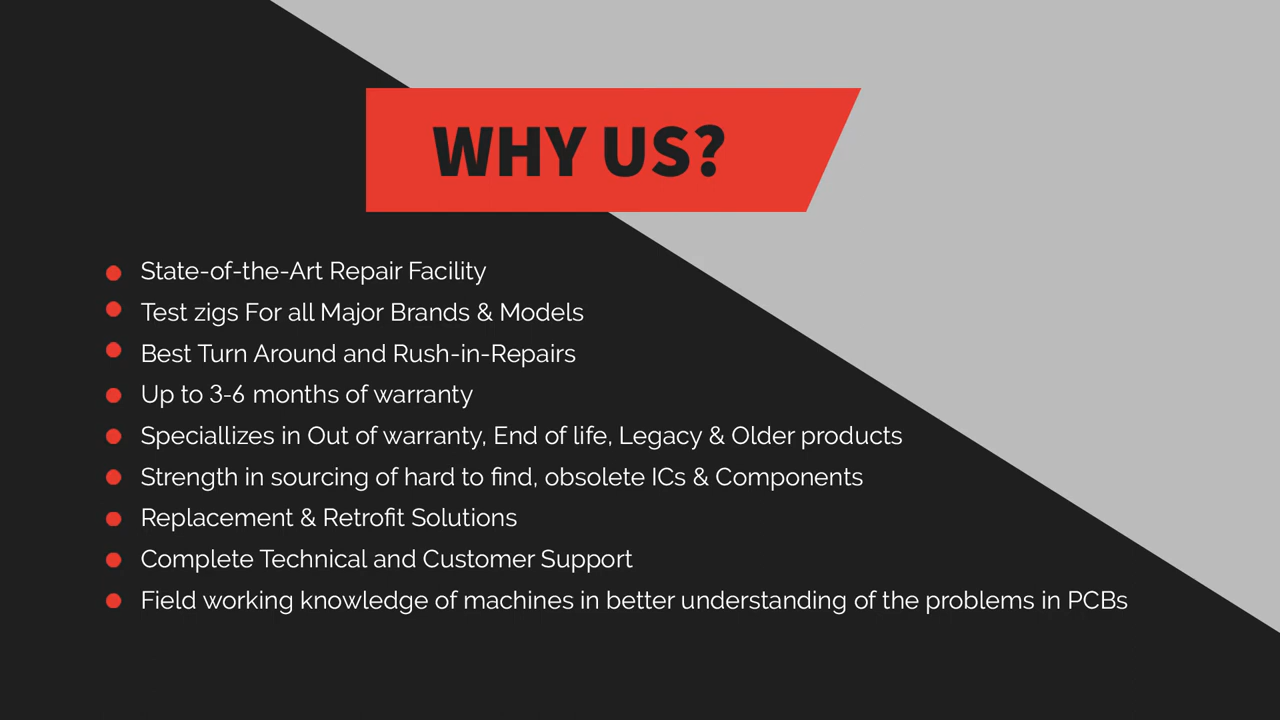 WHY US?
State-of-the-Art Repair Facility
Test zigs For all Major Brands & Models
Best Turn Around and Rush-in-Repairs
Up to 3-6 months of warranty
Speciallizes in Out of warranty, End of life, Legacy & Older products
Strength in sourcing of hard to find, obsolete ICs & Components
Replacement & Retrofit Solutions
Complete Technical and Customer Support
Field working knowledge of machines in better understanding of the problems in PCBs